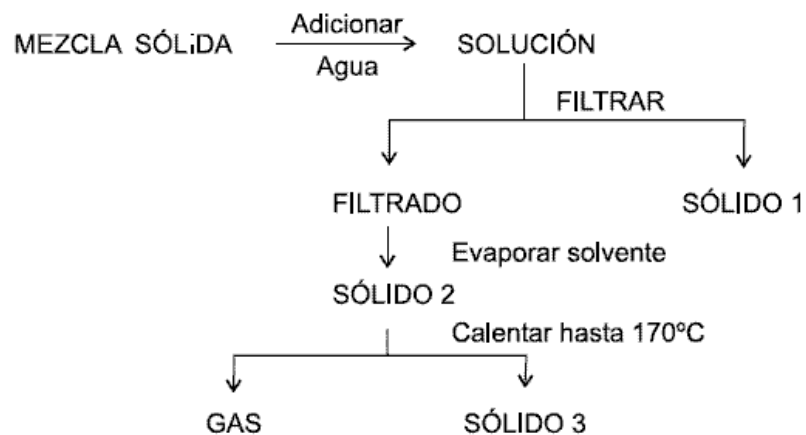 MEZCLA SÓLiDA
Adicionar
Agua
SOLUCIÓN
FILTRAR
FILTRADO
SÓLIDO 1
Evaporar solvente
SÓLIDO 2
Calentar hasta 170ºC
GAS
SÓLIDO 3